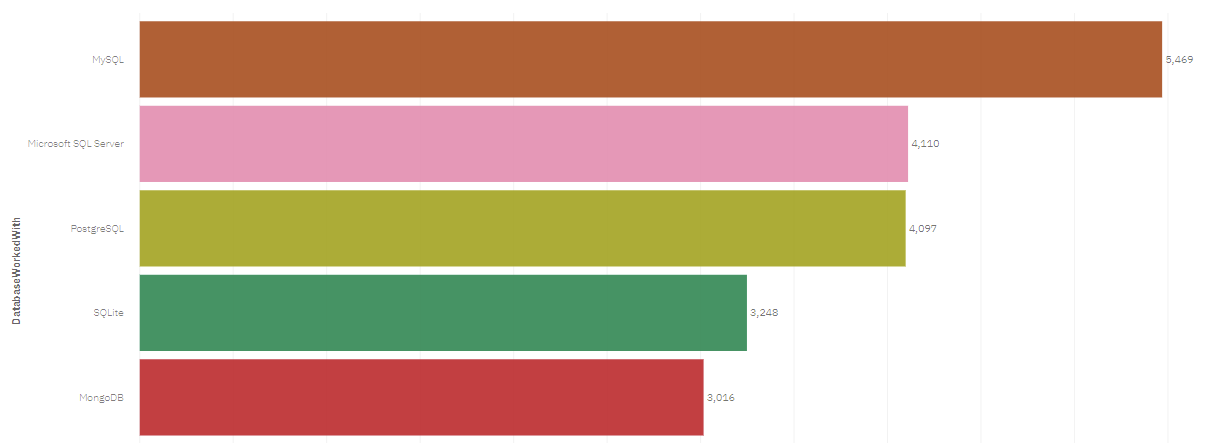 MySQL
5,469
Microsoft SQL Server
4,110
PostgreSQL
4,097
DatabaseWorkedWith
SQLite
3,248
MongoDB
3,016